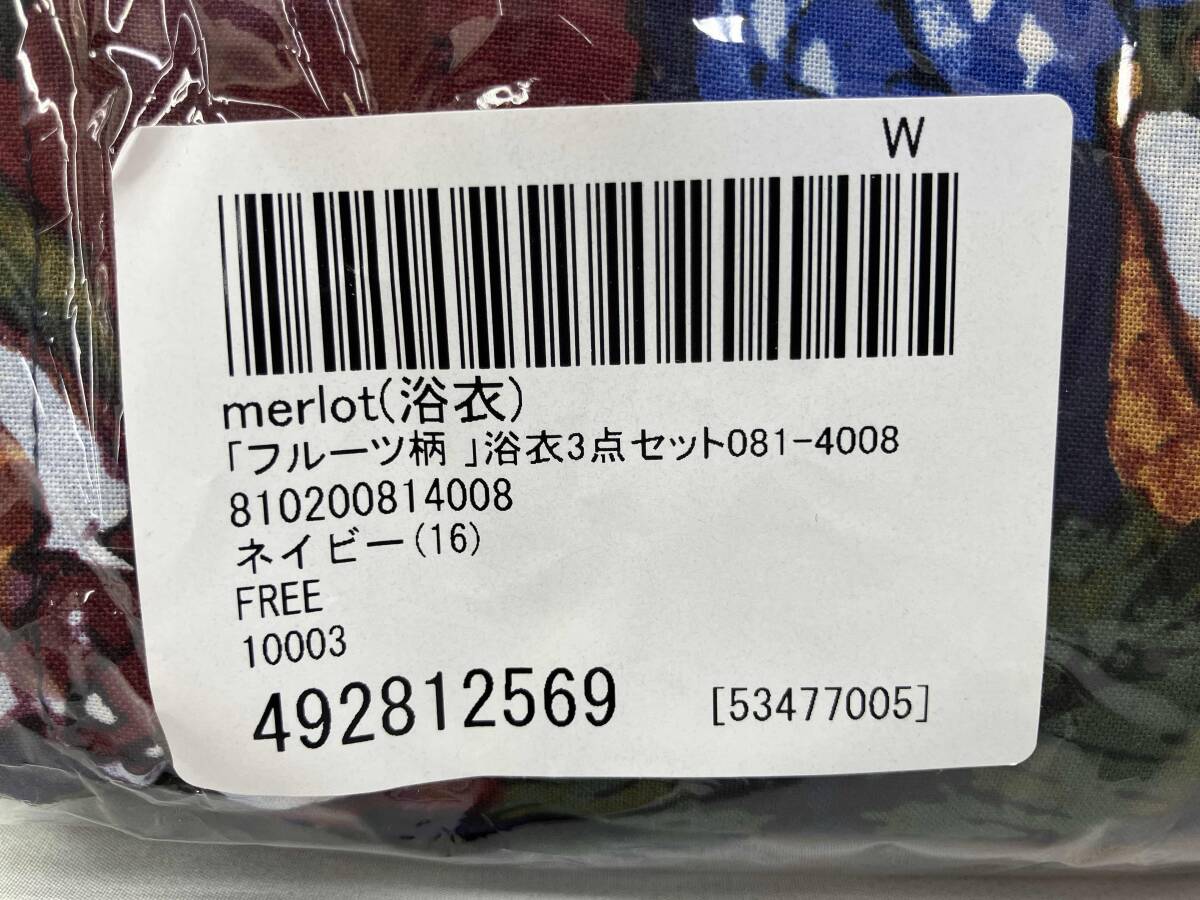 W
merlot(浴衣)
「フルーツ柄 」浴衣3点セット081-4008
810200814008
ネイビー(16)
FREE
10003
492812569 [53477005]